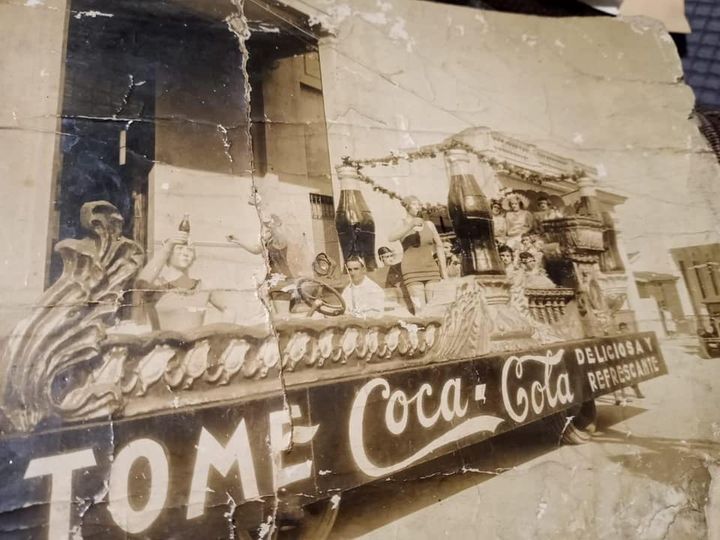 TOME Coca-Cola DELICIOSA Y
REFRESCANTE